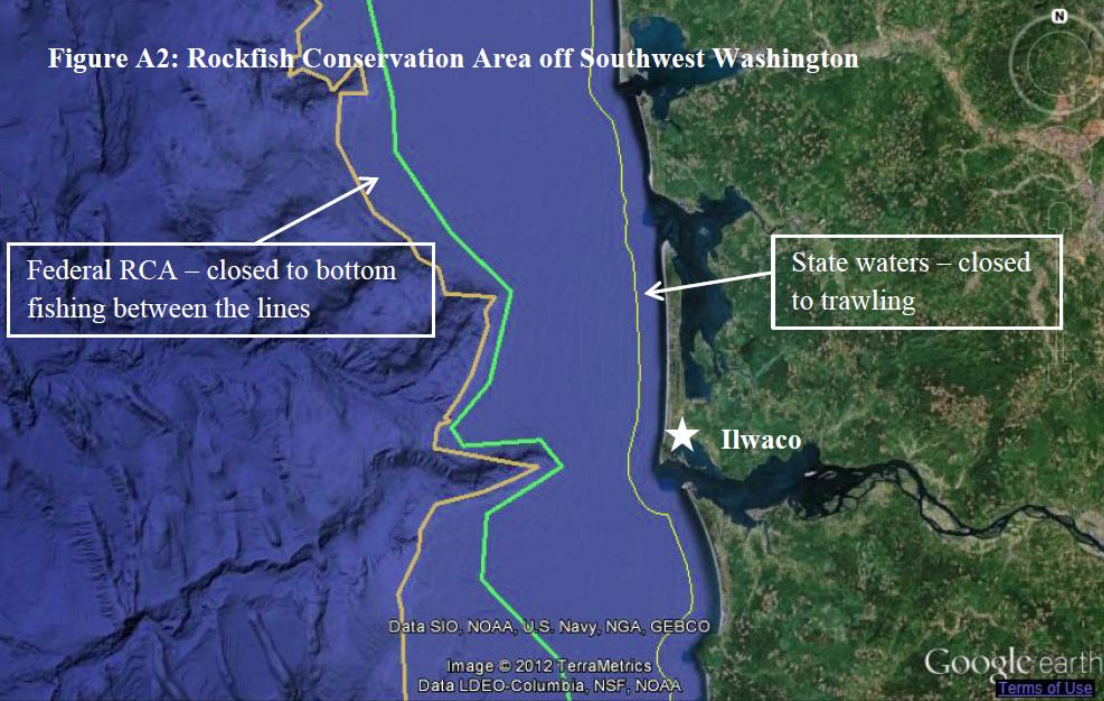 N
Figure A2: Rockfish Conservation Area off Southwest Washington
Federal RCA – closed to bottom
fishing between the lines
State waters – closed
to trawling
Ilwaco
Data SIO, NOAA, U.S. Navy, NGA, GEBCO
Image © 2012 TerraMetrics
Data LDEO-Columbia, NSF, NOAA
Google earth
Terms of Use